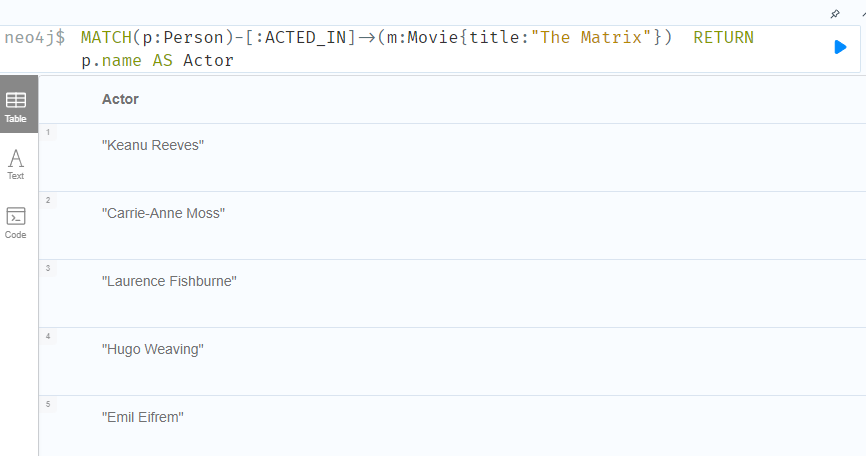 neo4j$ MATCH(p:Person)-[:ACTED_IN]→(m:Movie{title:"The Matrix"}) RETURN
p.name AS Actor
Table
Actor
1
"Keanu Reeves"
Text
2
"Carrie-Anne Moss"
Code
3
"Laurence Fishburne"
4
"Hugo Weaving"
5
"Emil Eifrem"